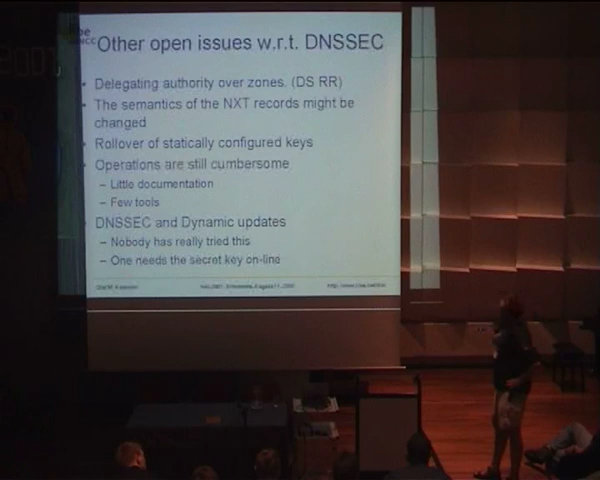 Other open issues w.r.t. DNSSEC
• Delegating authority over zones. (DS RR)
• The semantics of the NXT records might be
changed
• Rollover of statically configured keys
• Operations are still cumbersome
– Little documentation
– Few tools
• DNSSEC and Dynamic updates
– Nobody has really tried this
– One needs the secret key on-line